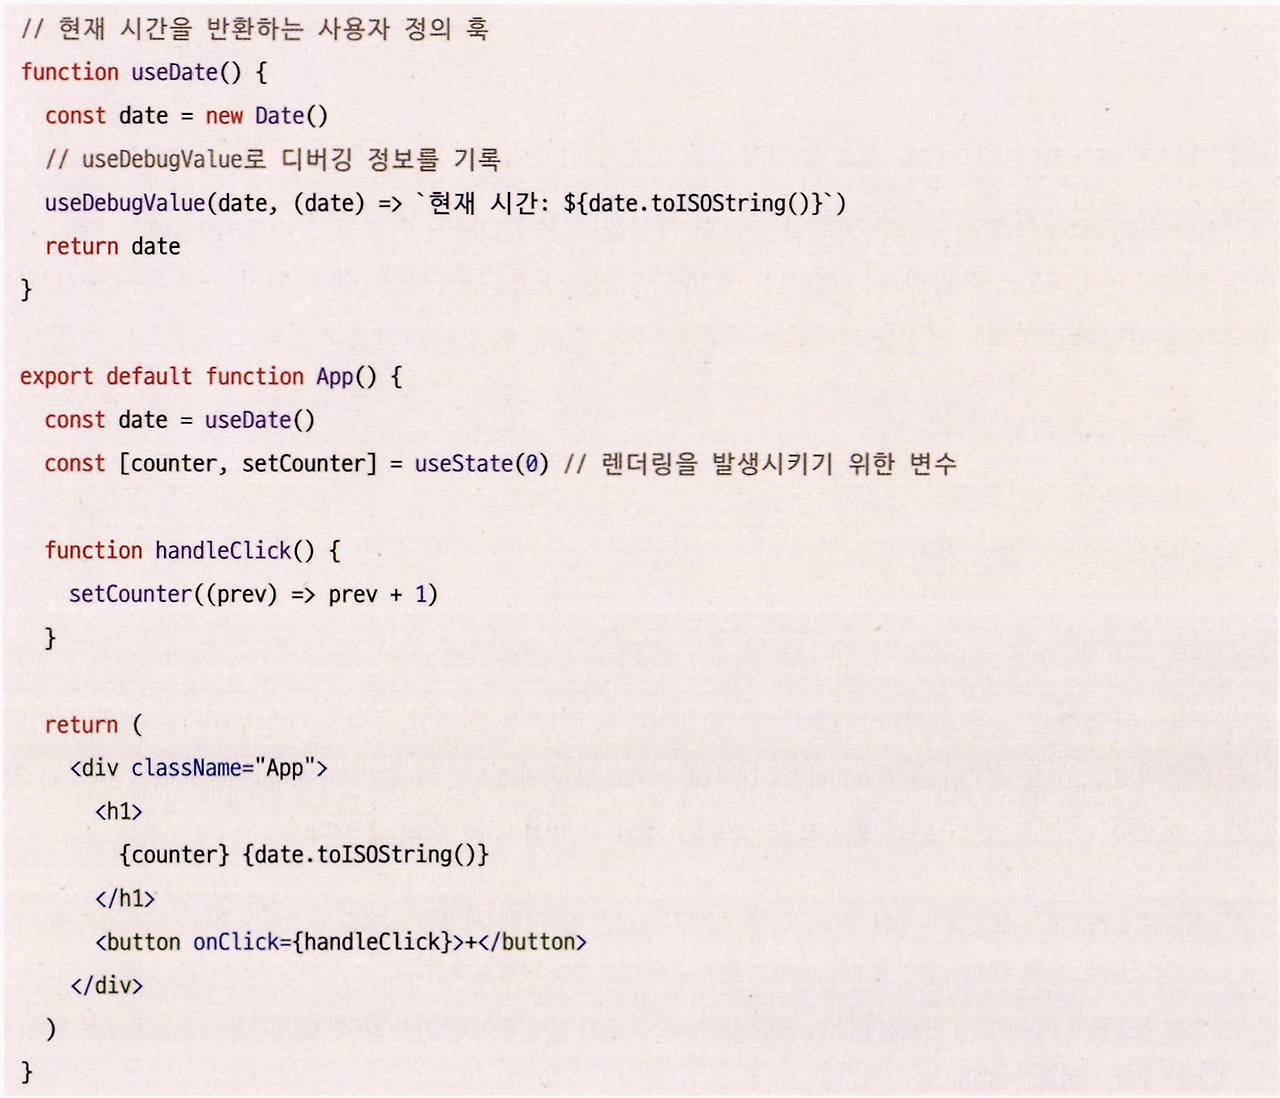 // 현재 시간을 반환하는 사용자 정의 훅
function useDate() {
  const date = new Date()
  // useDebugValue로 디버깅 정보를 기록
  useDebugValue(date, (date) => `현재 시간: ${date.toISOString()}`)
  return date
}

export default function App() {
  const date = useDate()
  const [counter, setCounter] = useState(0) // 렌더링을 발생시키기 위한 변수

  function handleClick() {
    setCounter((prev) => prev + 1)
  }

  return (
    <div className="App">
      <h1>
        {counter} {date.toISOString()}
      </h1>
      <button onClick={handleClick}>+</button>
    </div>
  )
}